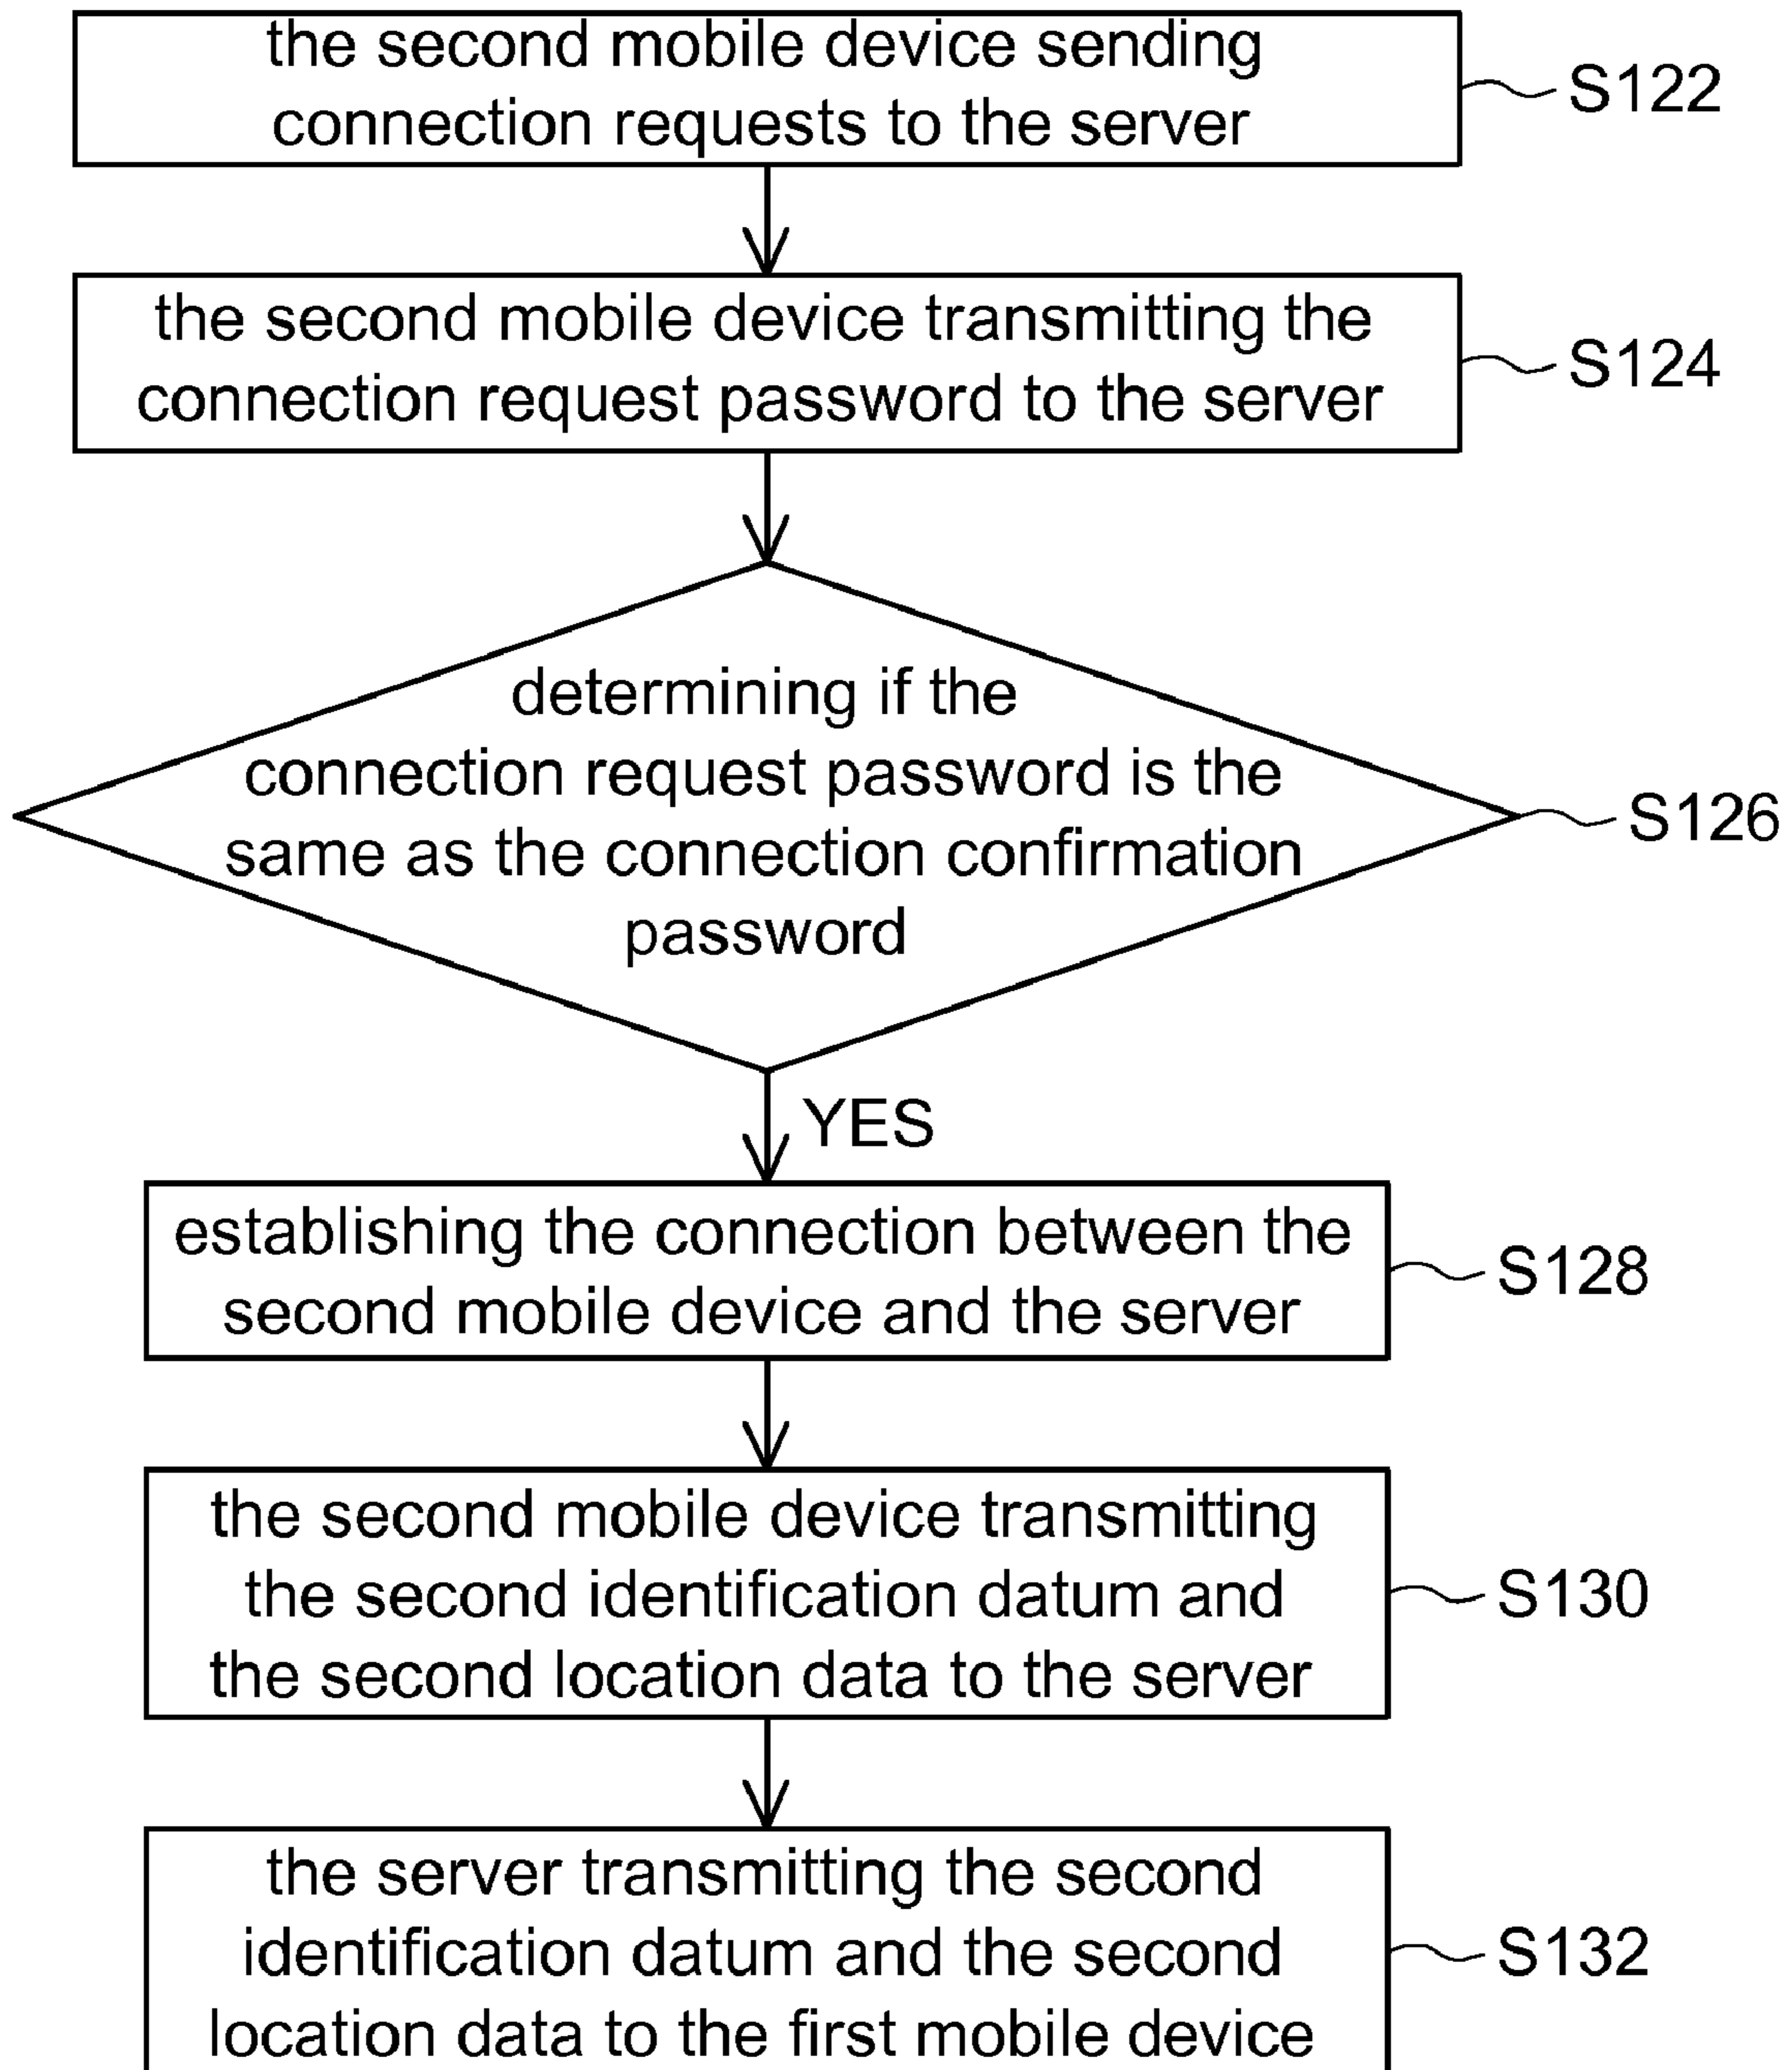 the second mobile device sending
connection requests to the server
S122
the second mobile device transmitting the
connection request password to the server
S124
determining if the
connection request password is the
same as the connection confirmation
password
S126
YES
establishing the connection between the
second mobile device and the server
S128
the second mobile device transmitting
the second identification datum and
the second location data to the server
S130
the server transmitting the second
identification datum and the second
location data to the first mobile device
S132